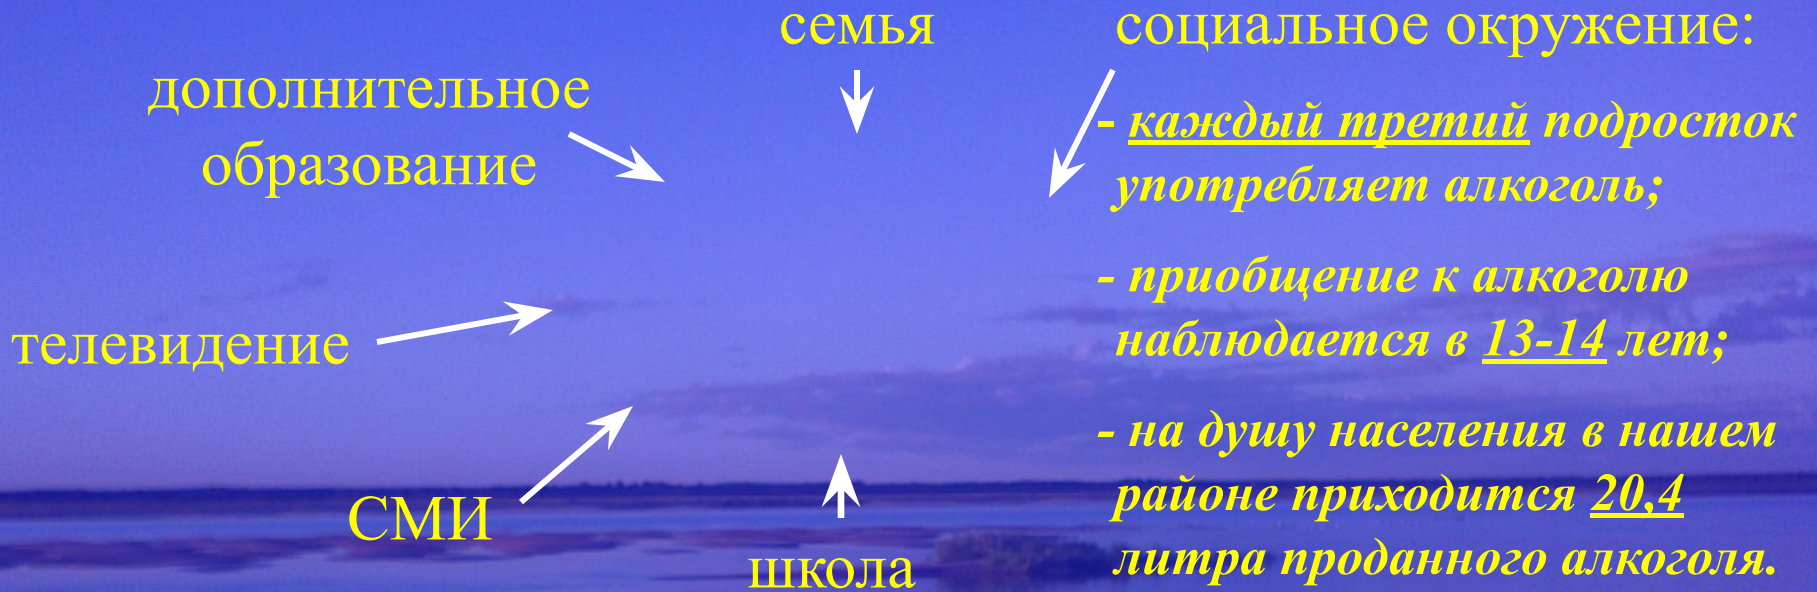 семья
социальное окружение:
дополнительное
образование
- каждый третий подросток
употребляет алкоголь;
- приобщение к алкоголю
наблюдается в 13-14 лет;
телевидение
- на душу населения в нашем
районе приходится 20,4
литра проданного алкоголя.
СМИ
школа